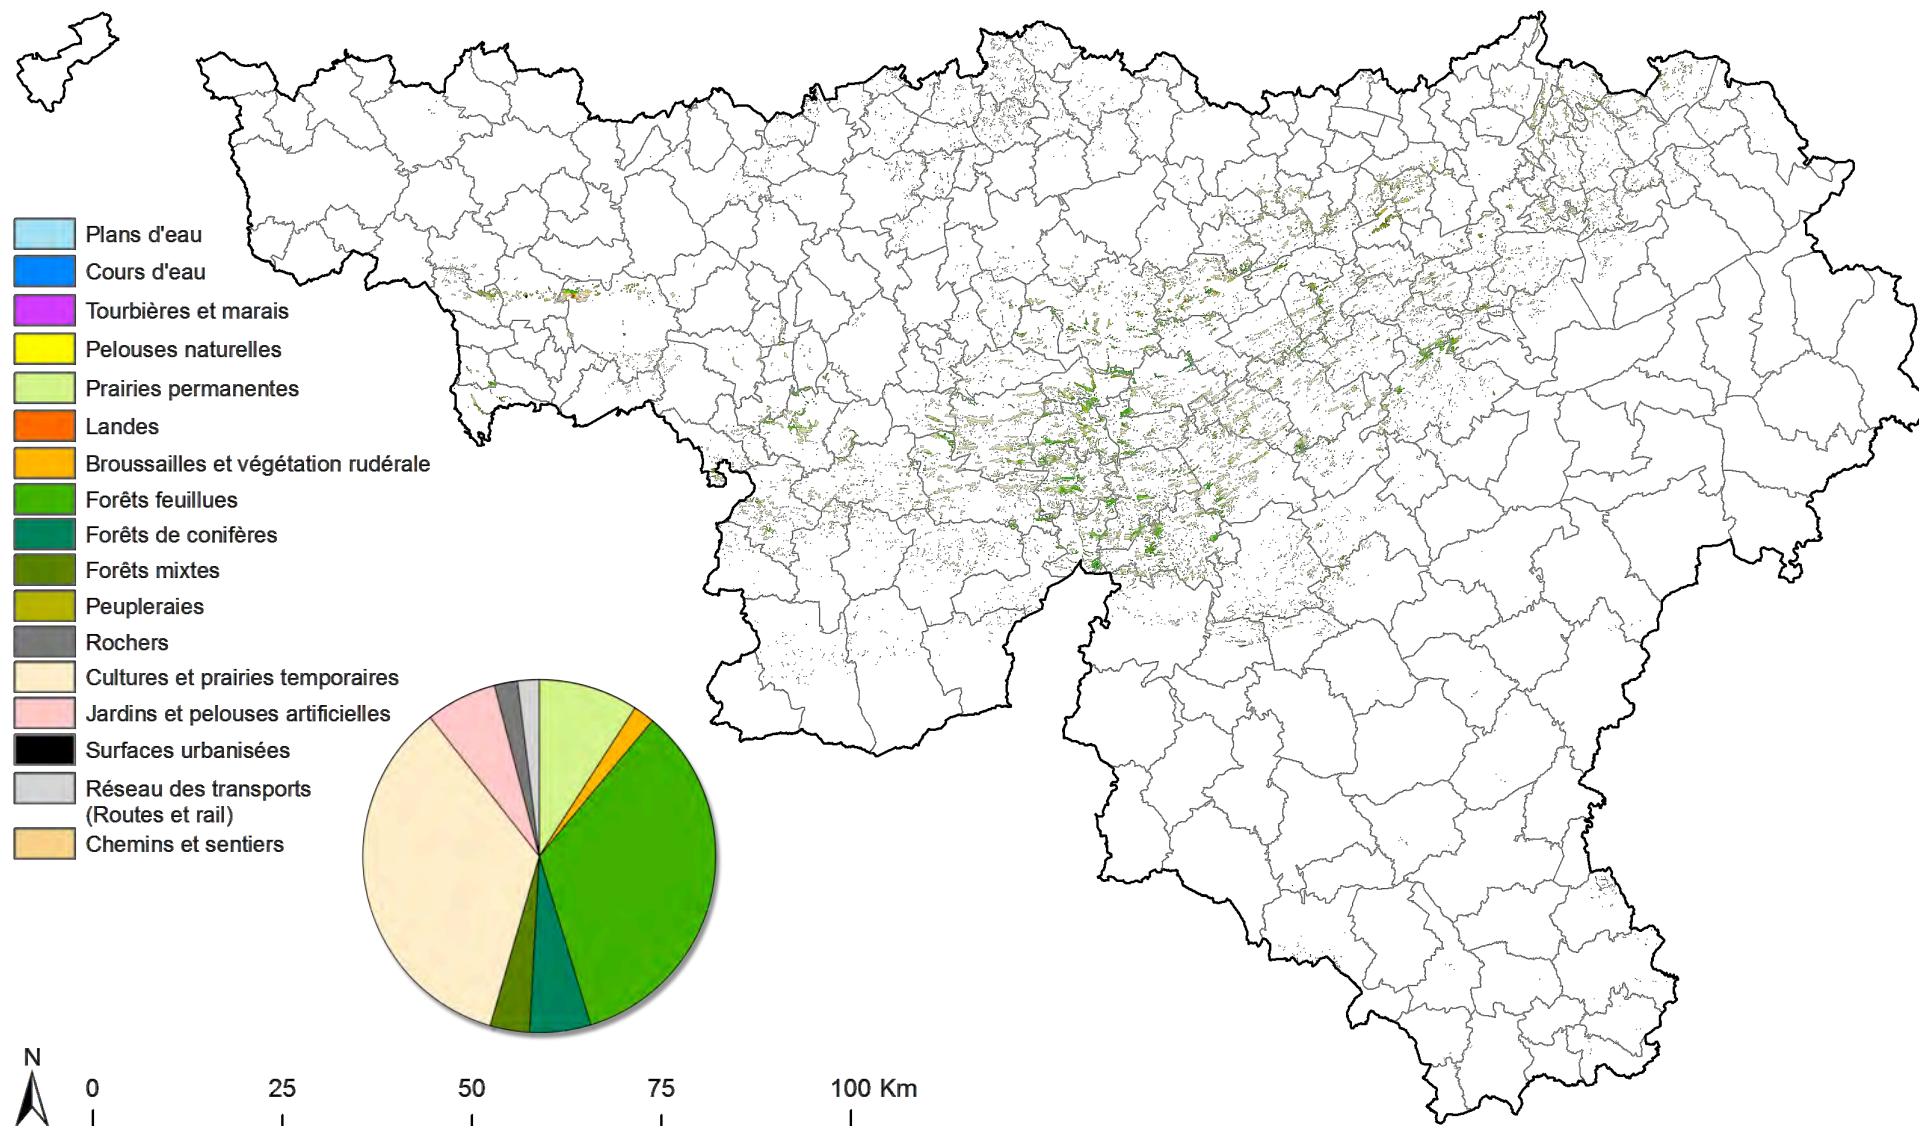 Plans d'eau
Cours d'eau
Tourbières et marais
Pelouses naturelles
Prairies permanentes
Landes
Broussailles et végétation rudérale
Forêts feuillues
Forêts de conifères
Forêts mixtes
Peupleraies
Rochers
Cultures et prairies temporaires
Jardins et pelouses artificielles
Surfaces urbanisées
Réseau des transports
(Routes et rail)
Chemins et sentiers
N
0 25 50 75 100 Km